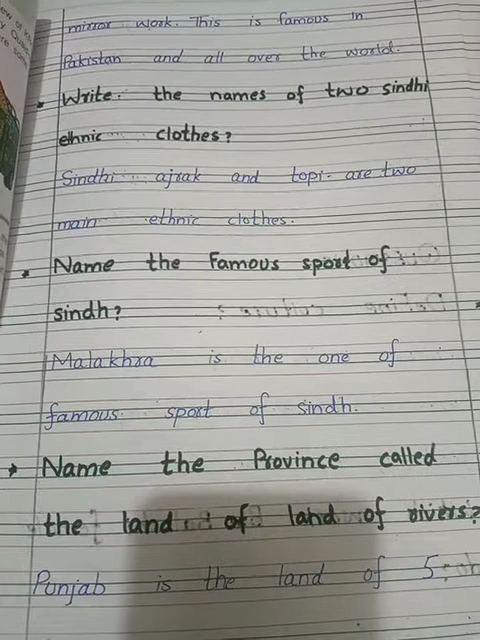 mirror work. This is famous in
Pakistan and all over the world.
• Write the names of two sindhi
ethnic clothes?
Sindhi ajrak and topi are two
main ethnic clothes.
• Name the Famous sport of
sindh?
Malakhra is the one of
famous sport of sindh.
→ Name the Province called
the land of land of rivers?
Punjab is the land of 5